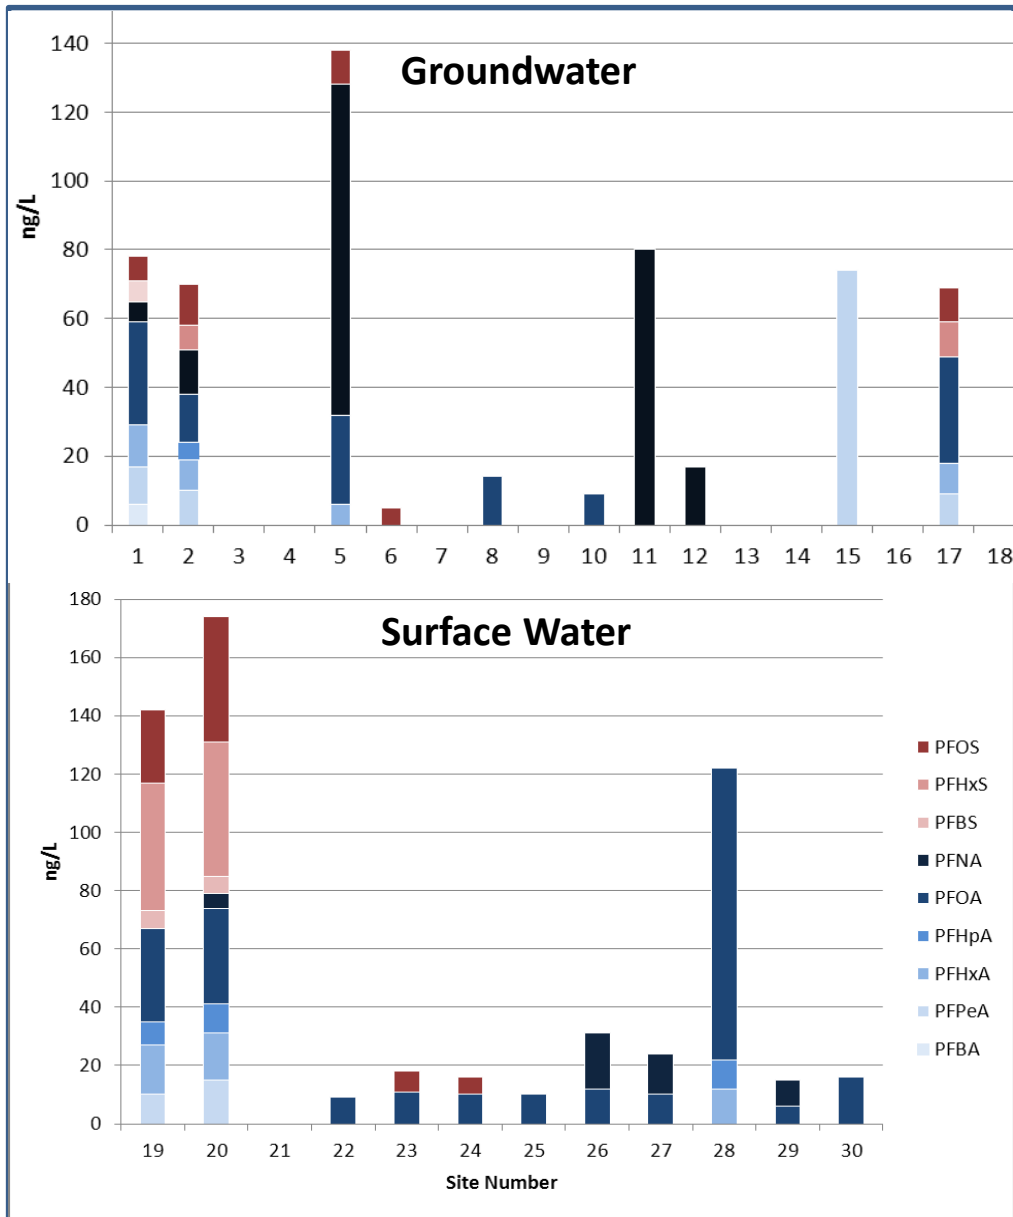 Groundwater
ng/L
140
120
100
80
60
40
20
0
1 2 3 4 5 6 7 8 9 10 11 12 13 14 15 16 17 18
Surface Water
ng/L
180
160
140
120
100
80
60
40
20
0
19 20 21 22 23 24 25 26 27 28 29 30
Site Number
PFOS
PFHxS
PFBS
PFNA
PFOA
PFHpA
PFHxA
PFPeA
PFBA